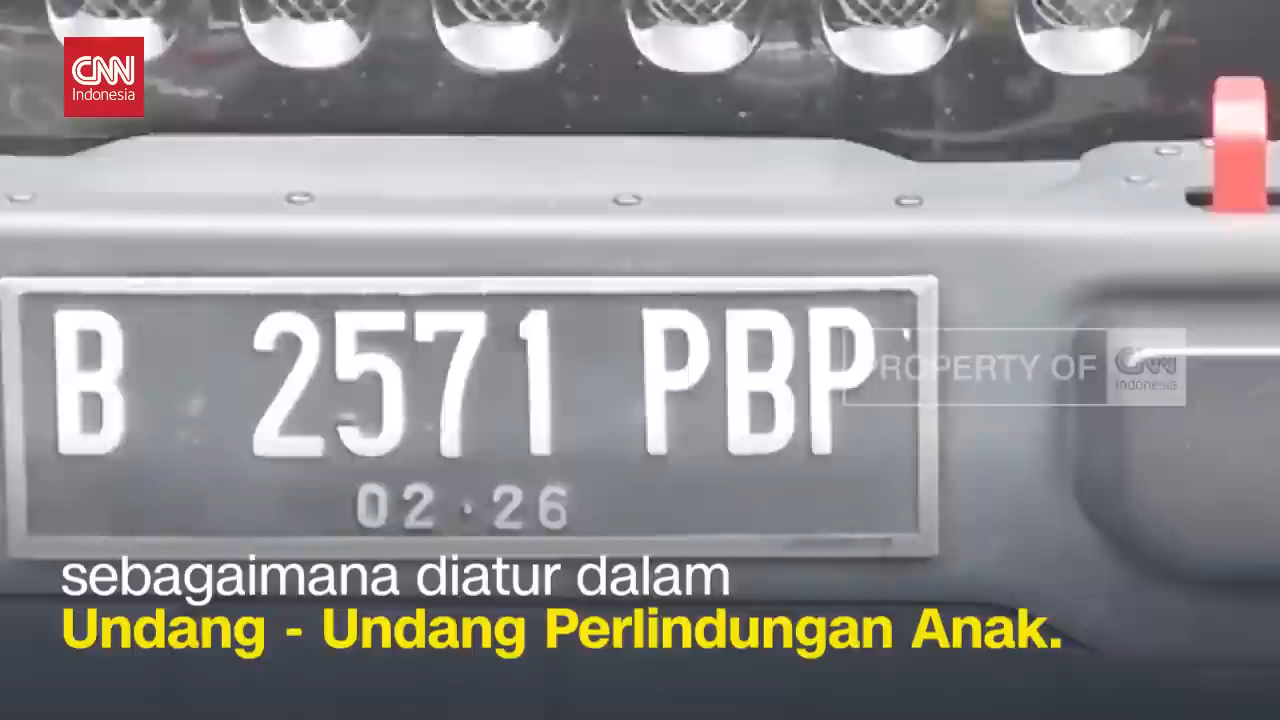 CNN
Indonesia
B 2571 PBP
PROPERTY OF CNN
Indonesia
02·26
sebagaimana diatur dalam
Undang - Undang Perlindungan Anak.